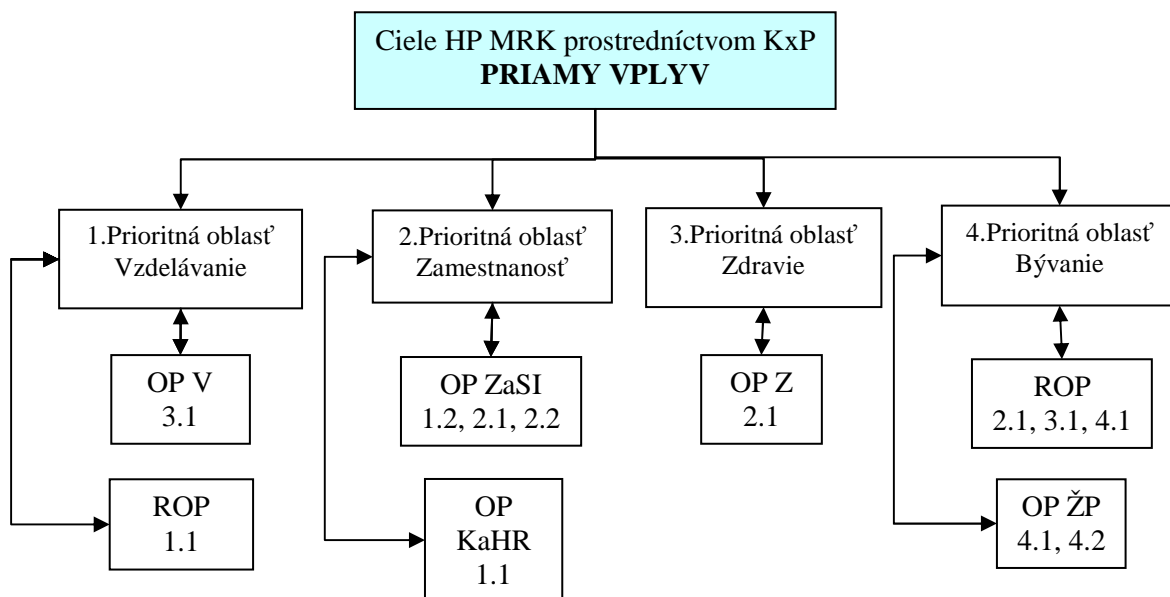 Ciele HP MRK prostredníctvom KxP
PRIAMY VPLYV
1.Prioritná oblasť
Vzdelávanie
2.Prioritná oblasť
Zamestnanosť
3.Prioritná oblasť
Zdravie
4.Prioritná oblasť
Bývanie
OP V
3.1
OP ZaSI
1.2, 2.1, 2.2
OP Z
2.1
ROP
2.1, 3.1, 4.1
ROP
1.1
OP
KaHR
1.1
OP ŽP
4.1, 4.2